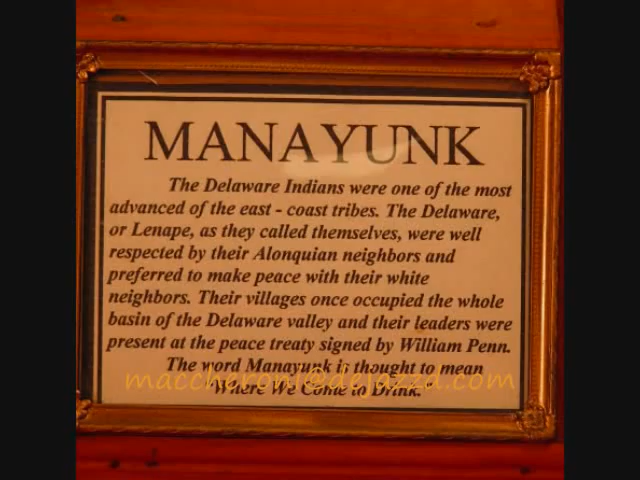 MANAYUNK
The Delaware Indians were one of the most
advanced of the east - coast tribes. The Delaware,
or Lenape, as they called themselves, were well
respected by their Alonquian neighbors and
preferred to make peace with their white
neighbors. Their villages once occupied the whole
basin of the Delaware valley and their leaders were
present at the peace treaty signed by William Penn.
The word Manayunk is thought to mean
maccheroni@dejazzd.com
"Where We Come to Drink."